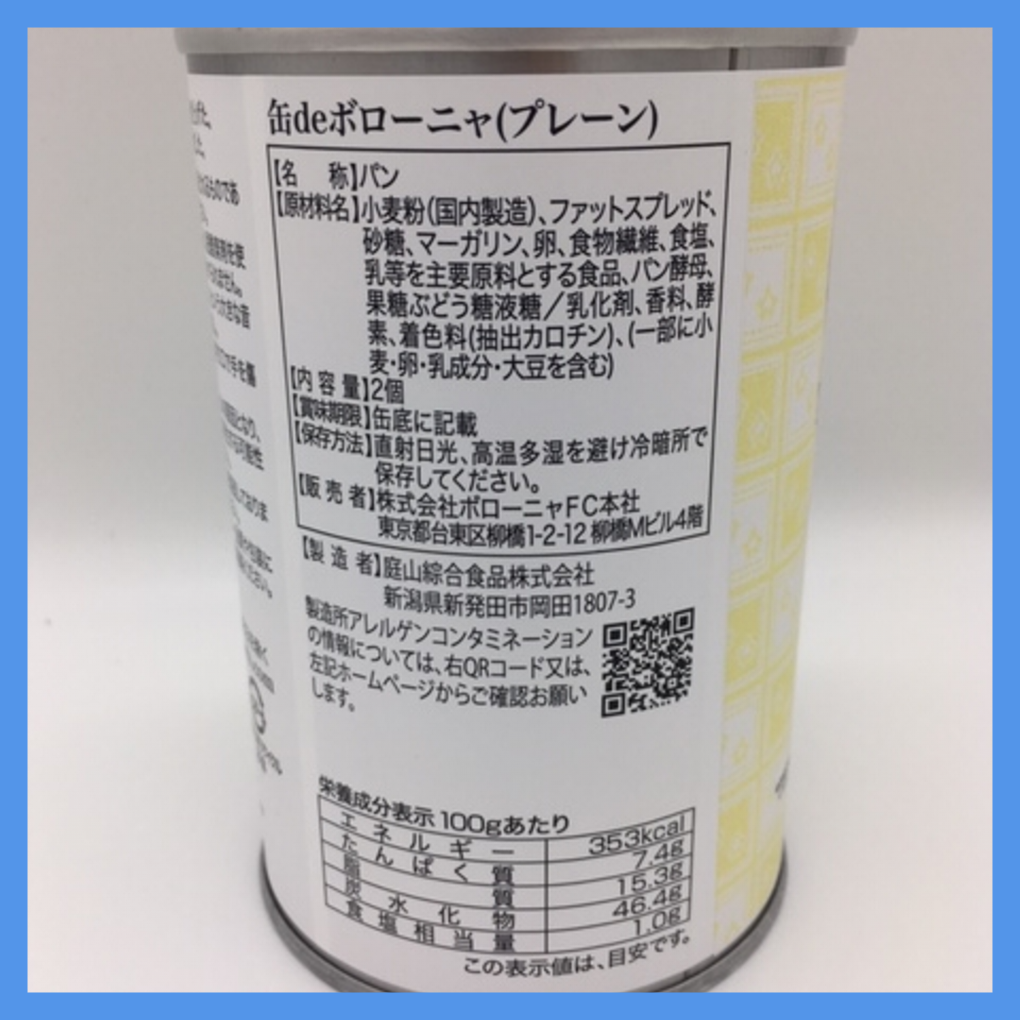 缶deボローニャ(プレーン)
【名　称】パン
【原材料名】小麦粉(国内製造)、ファットスプレッド、
砂糖、マーガリン、卵、食物繊維、食塩、
乳等を主要原料とする食品、パン酵母、
果糖ぶどう糖液糖／乳化剤、香料、酵
素、着色料(抽出カロチン)、(一部に小
麦・卵・乳成分・大豆を含む)
【内容量】2個
【賞味期限】缶底に記載
【保存方法】直射日光、高温多湿を避け冷暗所で
保存してください。
【販売者】株式会社ボローニャFC本社
東京都台東区柳橋1-2-12 柳橋Mビル4階
【製造者】庭山綜合食品株式会社
新潟県新発田市岡田1807-3
製造所アレルゲンコンタミネーション
の情報については、右QRコード又は、
左記ホームページからご確認お願い
します。
栄養成分表示 100gあたり
エネルギー 353kcal
たんぱく質 7.4g
脂質 15.3g
炭水化物 46.4g
食塩相当量 1.0g
この表示値は、目安です。